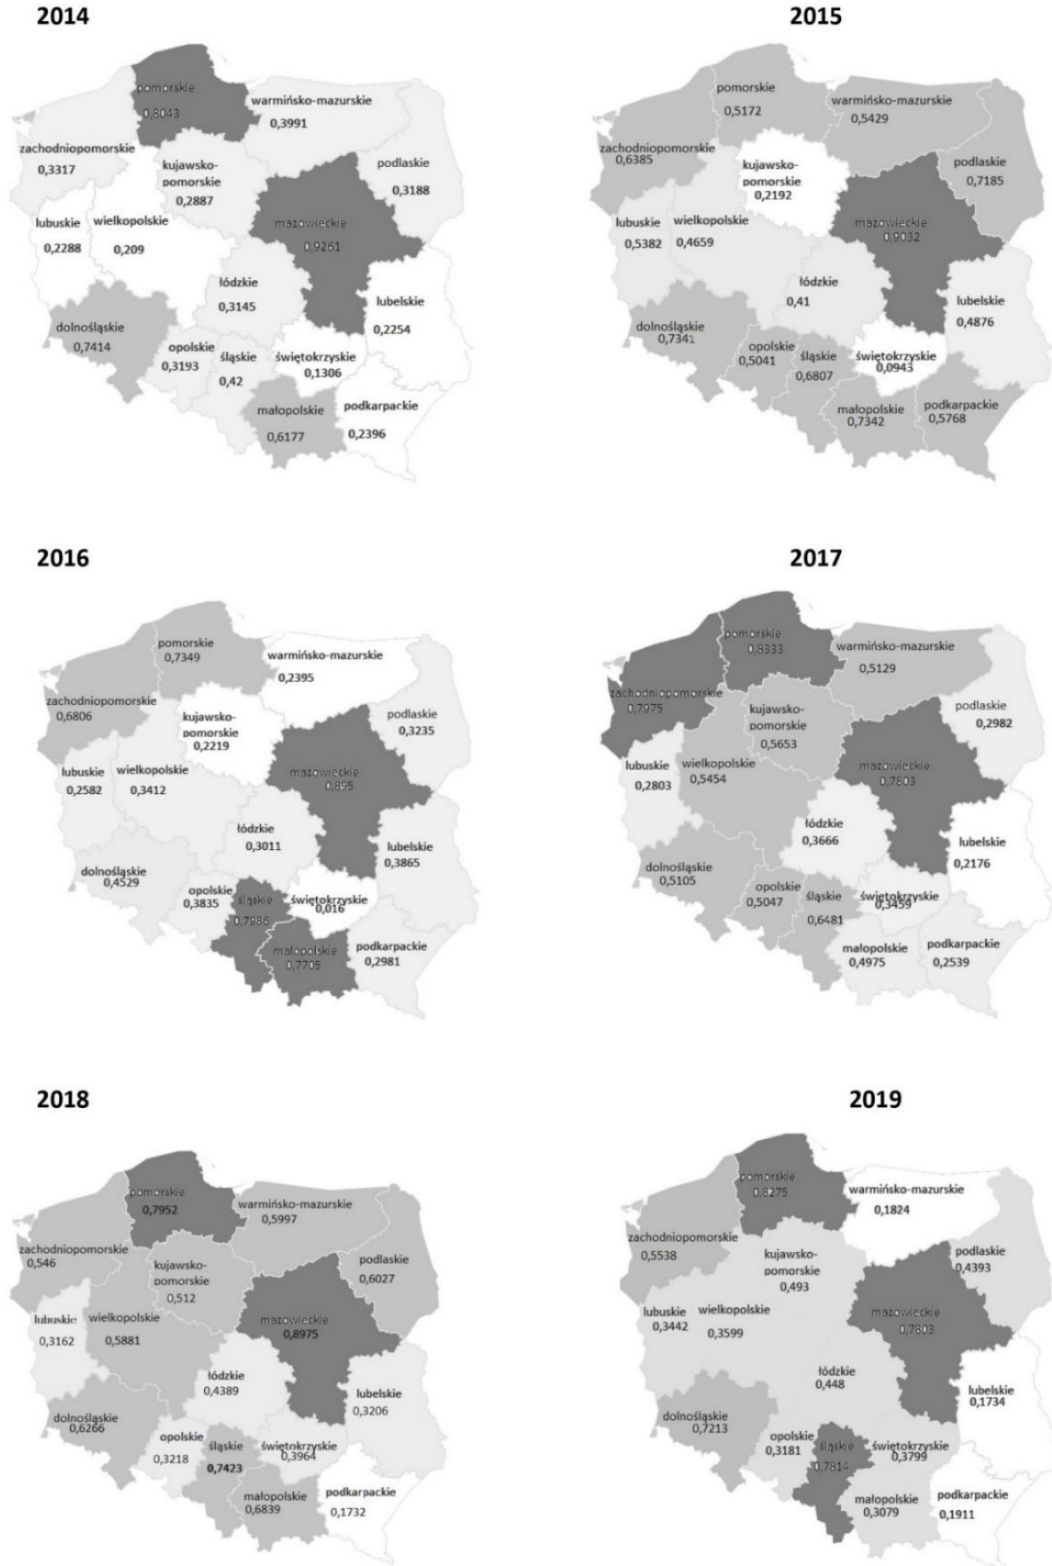 2014
pomorskie
0,8043
warmińsko-mazurskie
0,3991
zachodniopomorskie
0,3317
kujawsko-
pomorskie
0,2887
podlaskie
0,3188
lubuskie
0,2288
wielkopolskie
0,209
mazowieckie
0,9261
łódzkie
0,3145
lubelskie
0,2254
dolnośląskie
0,7414
opolskie
0,3193
śląskie
0,42
świętokrzyskie
0,1306
małopolskie
0,6177
podkarpackie
0,2396
2015
pomorskie
0,5172
warmińsko-mazurskie
0,5429
zachodniopomorskie
0,6385
kujawsko-
pomorskie
0,2192
podlaskie
0,7185
lubuskie
0,5382
wielkopolskie
0,4659
mazowieckie
0,9032
łódzkie
0,41
lubelskie
0,4876
dolnośląskie
0,7341
opolskie
0,5041
śląskie
0,6807
świętokrzyskie
0,0943
małopolskie
0,7342
podkarpackie
0,5768
2016
pomorskie
0,7349
warmińsko-mazurskie
0,2395
zachodniopomorskie
0,6806
kujawsko-
pomorskie
0,2219
podlaskie
0,3235
lubuskie
0,2582
wielkopolskie
0,3412
mazowieckie
0,895
łódzkie
0,3011
lubelskie
0,3865
dolnośląskie
0,4529
opolskie
0,3835
śląskie
0,7986
świętokrzyskie
0,016
małopolskie
0,7705
podkarpackie
0,2981
2017
pomorskie
0,8333
warmińsko-mazurskie
0,5129
zachodniopomorskie
0,7975
kujawsko-
pomorskie
0,5653
podlaskie
0,2982
lubuskie
0,2803
wielkopolskie
0,5454
mazowieckie
0,7803
łódzkie
0,3666
lubelskie
0,2176
dolnośląskie
0,5105
opolskie
0,5047
śląskie
0,6481
świętokrzyskie
0,3459
małopolskie
0,4975
podkarpackie
0,2539
2018
pomorskie
0,7952
warmińsko-mazurskie
0,5997
zachodniopomorskie
0,546
kujawsko-
pomorskie
0,512
podlaskie
0,6027
lubuskie
0,3162
wielkopolskie
0,5881
mazowieckie
0,8975
łódzkie
0,4389
lubelskie
0,3206
dolnośląskie
0,6266
opolskie
0,3218
śląskie
0,7423
świętokrzyskie
0,3964
małopolskie
0,6839
podkarpackie
0,1732
2019
pomorskie
0,8275
warmińsko-mazurskie
0,1824
zachodniopomorskie
0,5538
kujawsko-
pomorskie
0,493
podlaskie
0,4393
lubuskie
0,3442
wielkopolskie
0,3599
mazowieckie
0,7803
łódzkie
0,448
lubelskie
0,1734
dolnośląskie
0,7213
opolskie
0,3181
śląskie
0,7814
świętokrzyskie
0,3799
małopolskie
0,3079
podkarpackie
0,1911